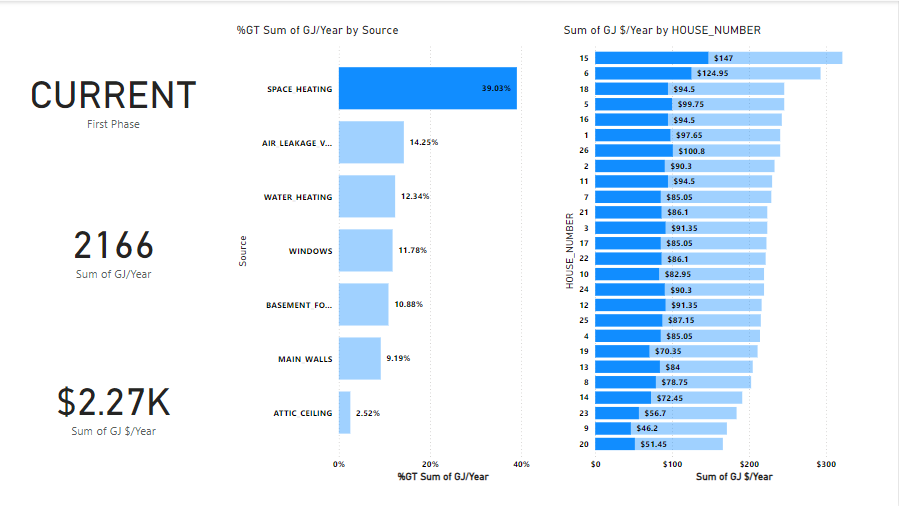 %GT Sum of GJ/Year by Source
Sum of GJ $/Year by HOUSE_NUMBER
CURRENT
First Phase
2166
Sum of GJ/Year
$2.27K
Sum of GJ $/Year
Source
SPACE HEATING 39.03%
AIR LEAKAGE V... 14.25%
WATER HEATING 12.34%
WINDOWS 11.78%
BASEMENT FO... 10.88%
MAIN WALLS 9.19%
ATTIC CEILING 2.52%
0% 20% 40%
%GT Sum of GJ/Year
HOUSE_NUMBER
15 $147
6 $124.95
18 $94.5
5 $99.75
16 $94.5
1 $97.65
26 $100.8
2 $90.3
11 $94.5
7 $85.05
21 $86.1
3 $91.35
17 $85.05
22 $86.1
10 $82.95
24 $90.3
12 $91.35
25 $87.15
4 $85.05
19 $70.35
13 $84
8 $78.75
14 $72.45
23 $56.7
9 $46.2
20 $51.45
$0 $100 $200 $300
Sum of GJ $/Year